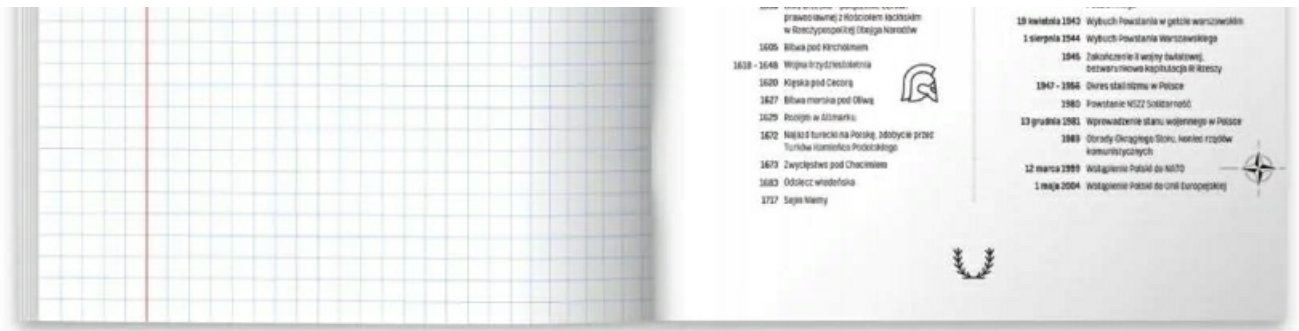 prawosławnej z Kościołem łacińskim
w Rzeczypospolitej Obojga Narodów
1605 Bitwa pod Kircholmem
1618 - 1648 Wojna trzydziestoletnia
1620 Klęska pod Cecorą
1627 Bitwa morska pod Oliwą
1629 Rozejm w Altmarku
1672 Najazd turecki na Polskę, zdobycie przez
Turków Kamieńca Podolskiego
1673 Zwycięstwo pod Chocimiem
1683 Odsiecz wiedeńska
1717 Sejm Niemy
19 kwietnia 1943 Wybuch Powstania w getcie warszawskim
1 sierpnia 1944 Wybuch Powstania Warszawskiego
1945 Zakończenie II wojny światowej,
bezwarunkowa kapitulacja III Rzeszy
1947 - 1956 Okres stalinizmu w Polsce
1980 Powstanie NSZZ Solidarność
13 grudnia 1981 Wprowadzenie stanu wojennego w Polsce
1989 Obrady Okrągłego Stołu, koniec rządów
komunistycznych
12 marca 1999 Wstąpienie Polski do NATO
1 maja 2004 Wstąpienie Polski do Unii Europejskiej